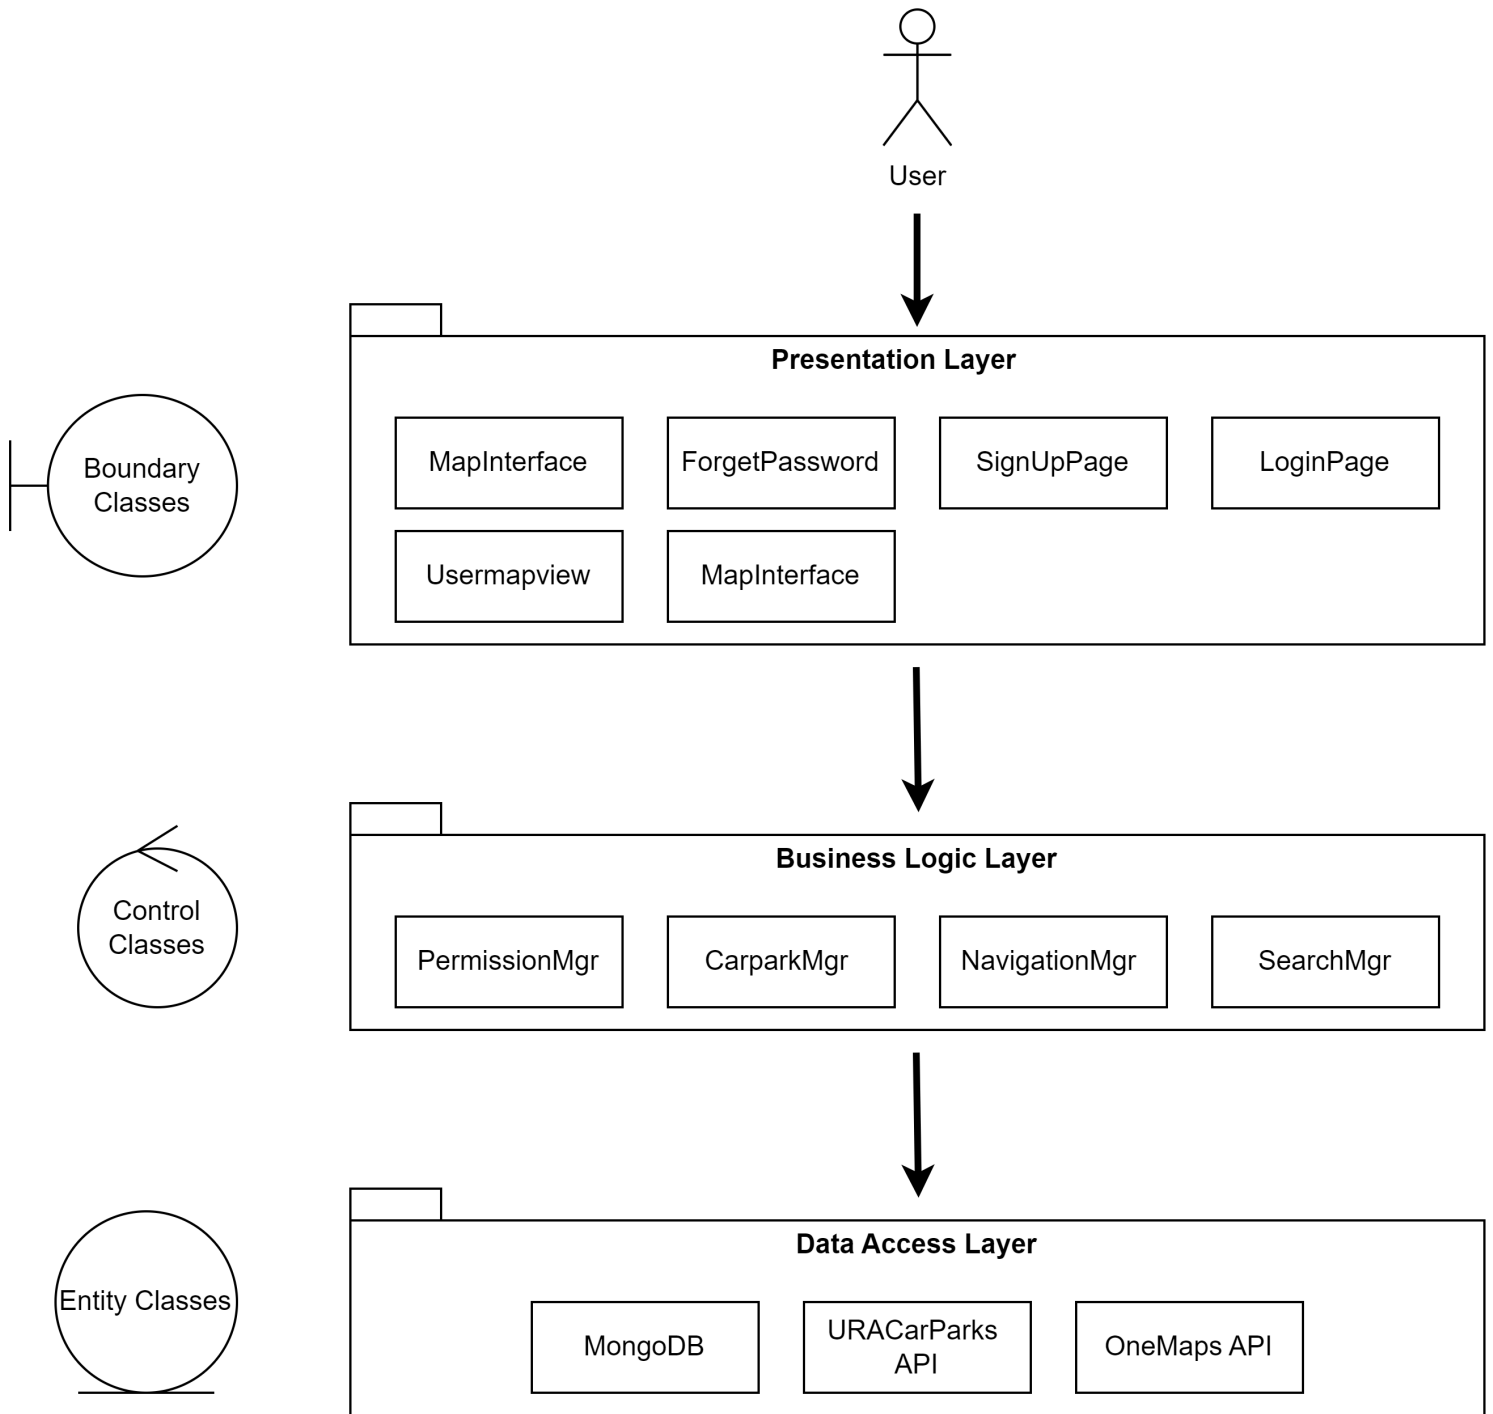 User
Presentation Layer
Boundary
Classes
MapInterface
ForgetPassword
SignUpPage
LoginPage
Usermapview
MapInterface
Business Logic Layer
Control
Classes
PermissionMgr
CarparkMgr
NavigationMgr
SearchMgr
Data Access Layer
Entity Classes
MongoDB
URACarParks
API
OneMaps API